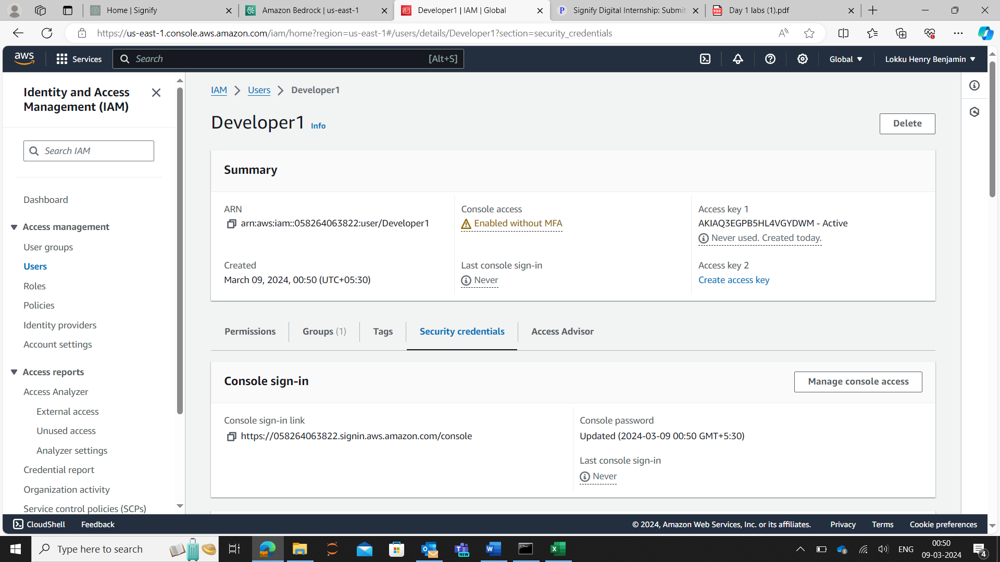 Home | Signify
Amazon Bedrock | us-east-1
Developer1 | IAM | Global
Signify Digital Internship: Submit
Day 1 labs (1).pdf
https://us-east-1.console.aws.amazon.com/iam/home?region=us-east-1#/users/details/Developer1?section=security_credentials
aws
Services
Search
[Alt+S]
Global
Lokku Henry Benjamin
Identity and Access
Management (IAM)
Search IAM
Dashboard
Access management
User groups
Users
Roles
Policies
Identity providers
Account settings
Access reports
Access Analyzer
External access
Unused access
Analyzer settings
Credential report
Organization activity
Service control policies (SCPs)
IAM
Users
Developer1
Developer1 Info
Delete
Summary
ARN
arn:aws:iam::058264063822:user/Developer1
Created
March 09, 2024, 00:50 (UTC+05:30)
Console access
Enabled without MFA
Last console sign-in
Never
Access key 1
AKIAQ3EGPB5HL4VGYDWM - Active
Never used. Created today.
Access key 2
Create access key
Permissions
Groups (1)
Tags
Security credentials
Access Advisor
Console sign-in
Manage console access
Console sign-in link
https://058264063822.signin.aws.amazon.com/console
Console password
Updated (2024-03-09 00:50 GMT+5:30)
Last console sign-in
Never
CloudShell
Feedback
© 2024, Amazon Web Services, Inc. or its affiliates.
Privacy
Terms
Cookie preferences
Type here to search
NEW
ENG
00:50
09-03-2024
4